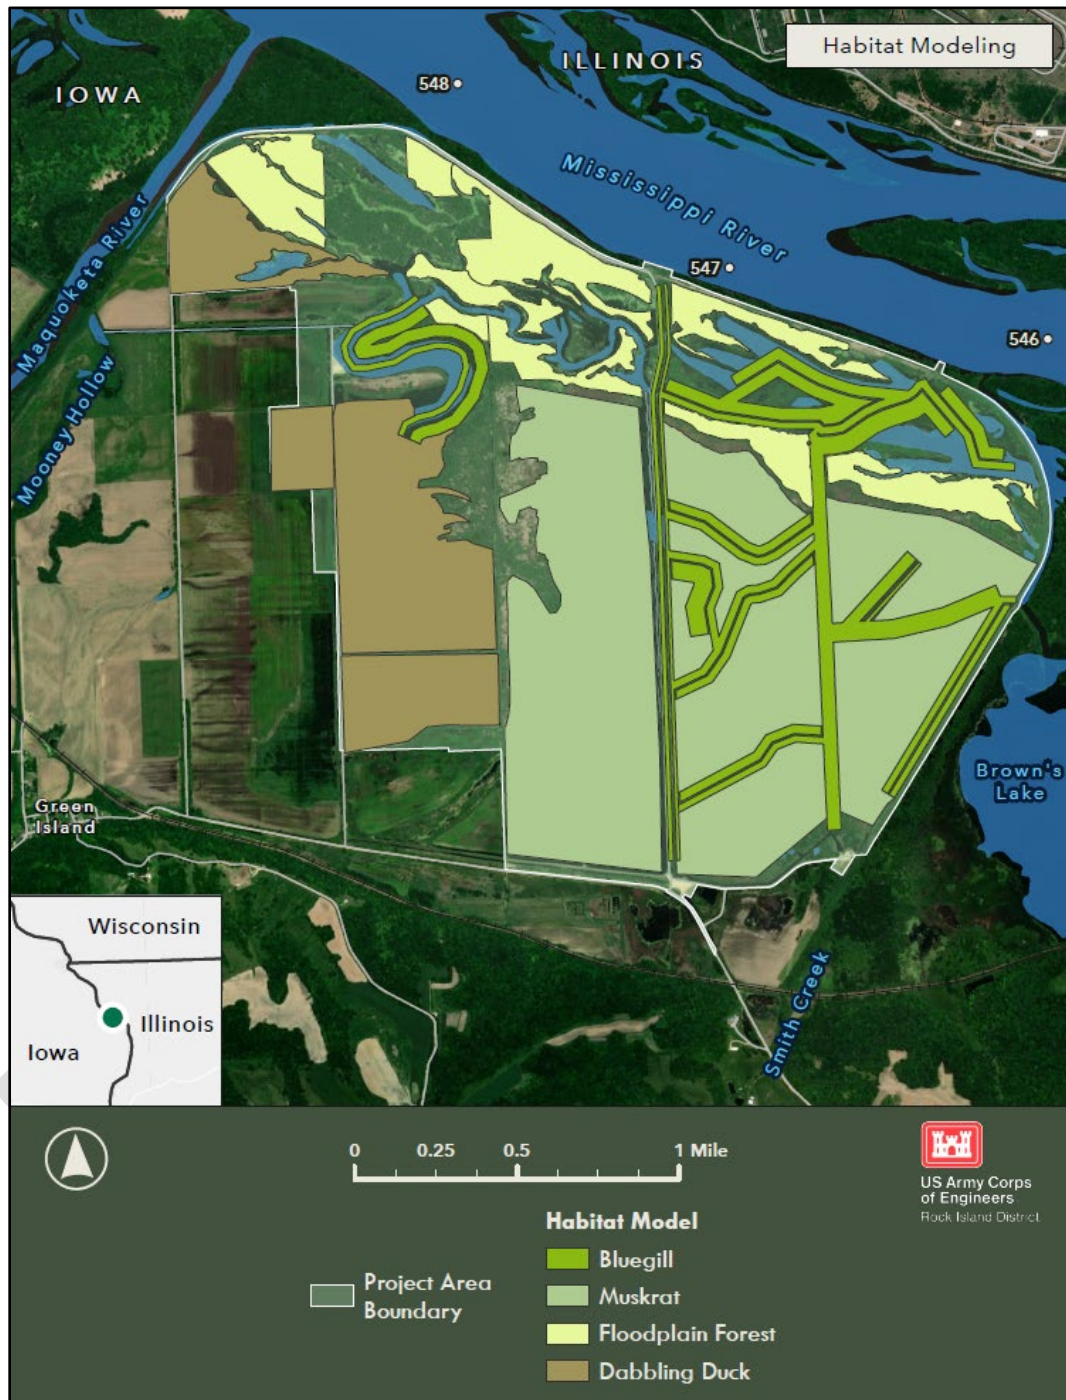 Habitat Modeling
ILLINOIS
IOWA
548
Mississippi River
Maquoketa River
547
546
Mooney Hollow
Brown's
Lake
Green
Island
Smith Creek
Wisconsin
Illinois
Iowa
0 0.25 0.5 1 Mile
US Army Corps
of Engineers
Rock Island District
Habitat Model
Bluegill
Project Area
Boundary
Muskrat
Floodplain Forest
Dabbling Duck